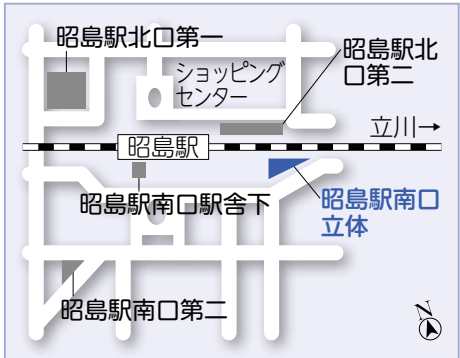 昭島駅北口第一
昭島駅北
口第二
ショッピング
センター
立川→
昭島駅
昭島駅南口駅舎下
昭島駅南口
立体
昭島駅南口第二
N